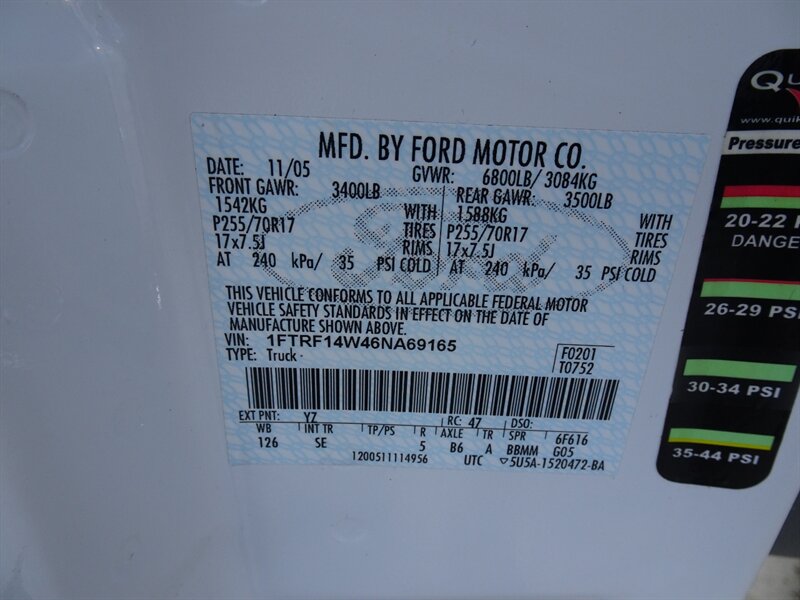 MFD. BY FORD MOTOR CO.
DATE: 11/05 GVWR: 6800LB/ 3084KG
FRONT GAWR: 3400LB REAR GAWR: 3500LB
1542KG WITH 1588KG WITH
P255/70R17 TIRES P255/70R17 TIRES
17x7.5J RIMS 17x7.5J RIMS
AT 240 kPa/ 35 PSI COLD AT 240 kPa/ 35 PSI COLD
Ford
THIS VEHICLE CONFORMS TO ALL APPLICABLE FEDERAL MOTOR
VEHICLE SAFETY STANDARDS IN EFFECT ON THE DATE OF
MANUFACTURE SHOWN ABOVE.
VIN: 1FTRF14W46NA69165 F0201
TYPE: Truck T0752
EXT PNT: YZ RC: 47 DSO:
WB INT TR TP/PS R AXLE TR SPR 6F616
126 SE 5 B6 A BBMM G05
1200511114956 UTC ▽5U5A-1520472-BA
Pressure
20-22
DANGE
26-29 PSI
30-34 PSI
35-44 PSI